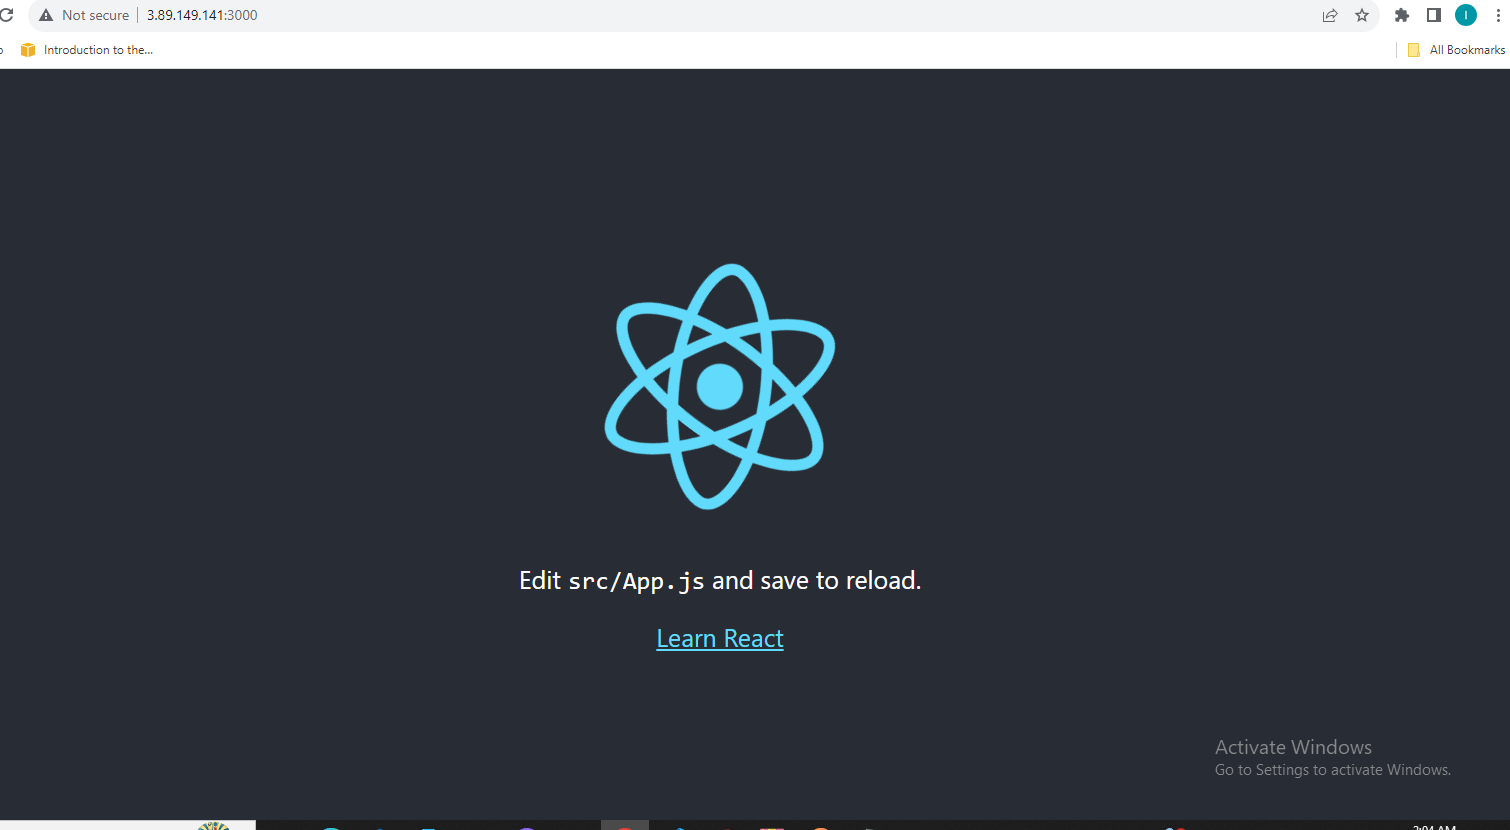 Not secure 3.89.149.141:3000 I
Introduction to the... All Bookmarks
Edit src/App.js and save to reload.
Learn React
Activate Windows
Go to Settings to activate Windows.